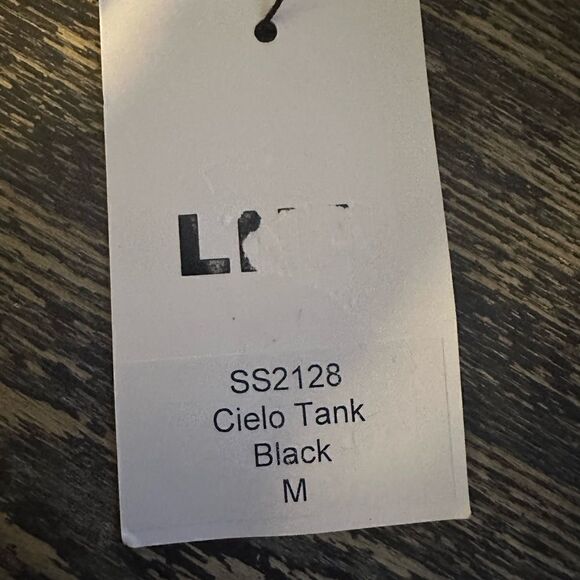 SS2128
Cielo Tank
Black
M